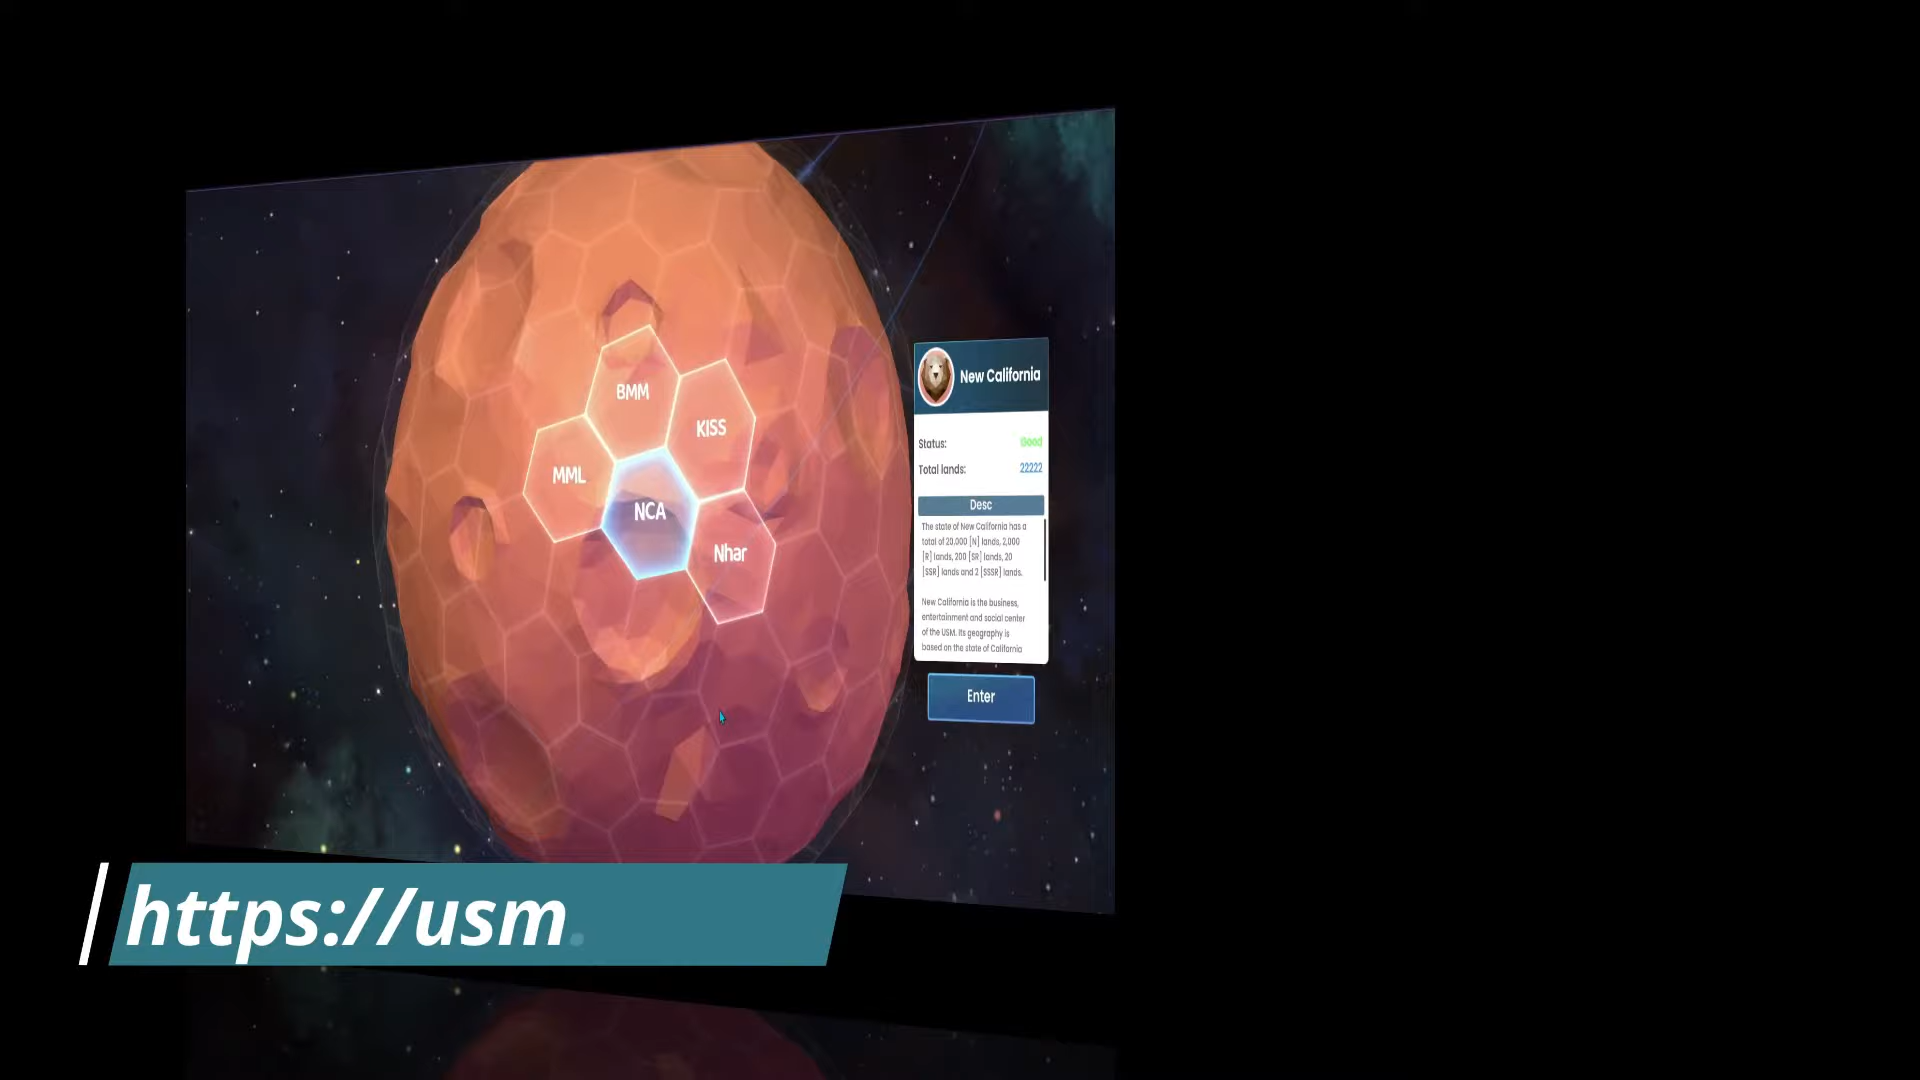 BMM
KISS
MML
NCA
Nhar
New California
Status: Good
Total lands: 22222
Desc
The state of New California has a
total of 20,000 [N] lands, 2,000
[R] lands, 200 [SR] lands, 20
[SSR] lands and 2 [SSSR] lands.
New California is the business,
entertainment and social center
of the USM. Its geography is
based on the state of California
Enter
https://usm.